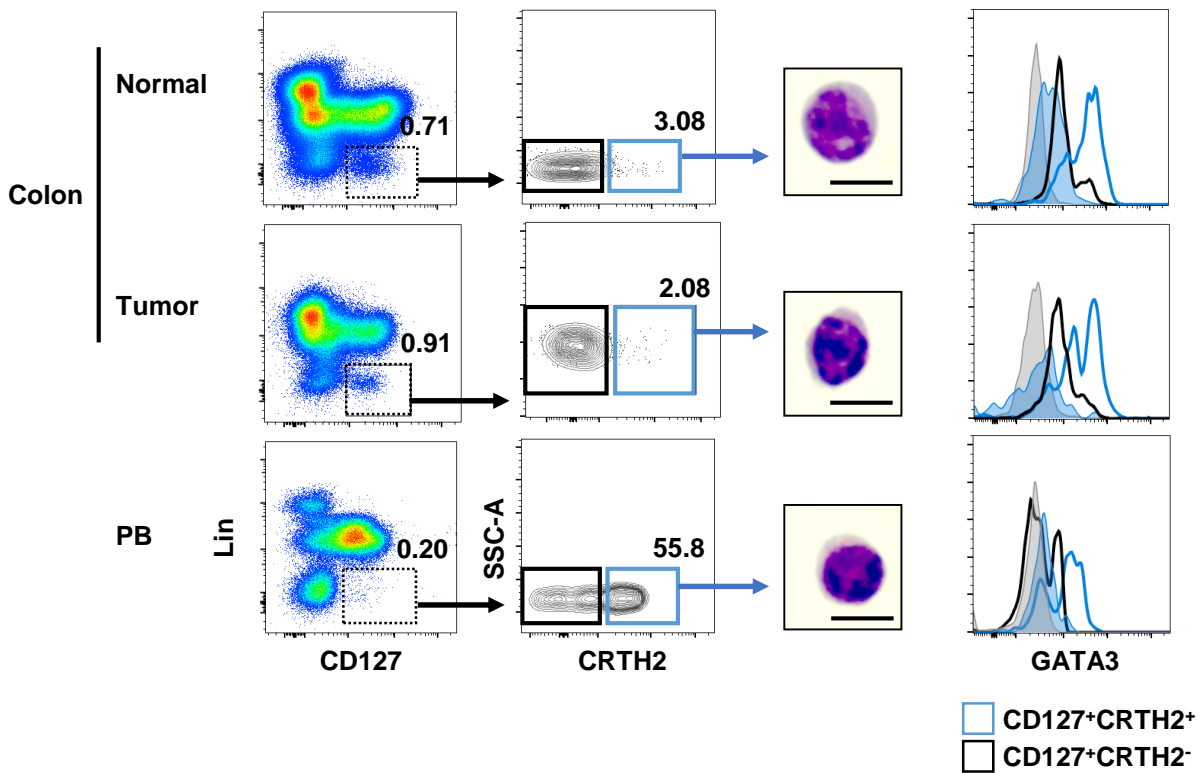 Colon
Normal
0.71
3.08
Tumor
0.91
2.08
PB
Lin
0.20
SSC-A
55.8
CD127
CRTH2
GATA3
CD127⁺CRTH2⁺
CD127⁺CRTH2⁻